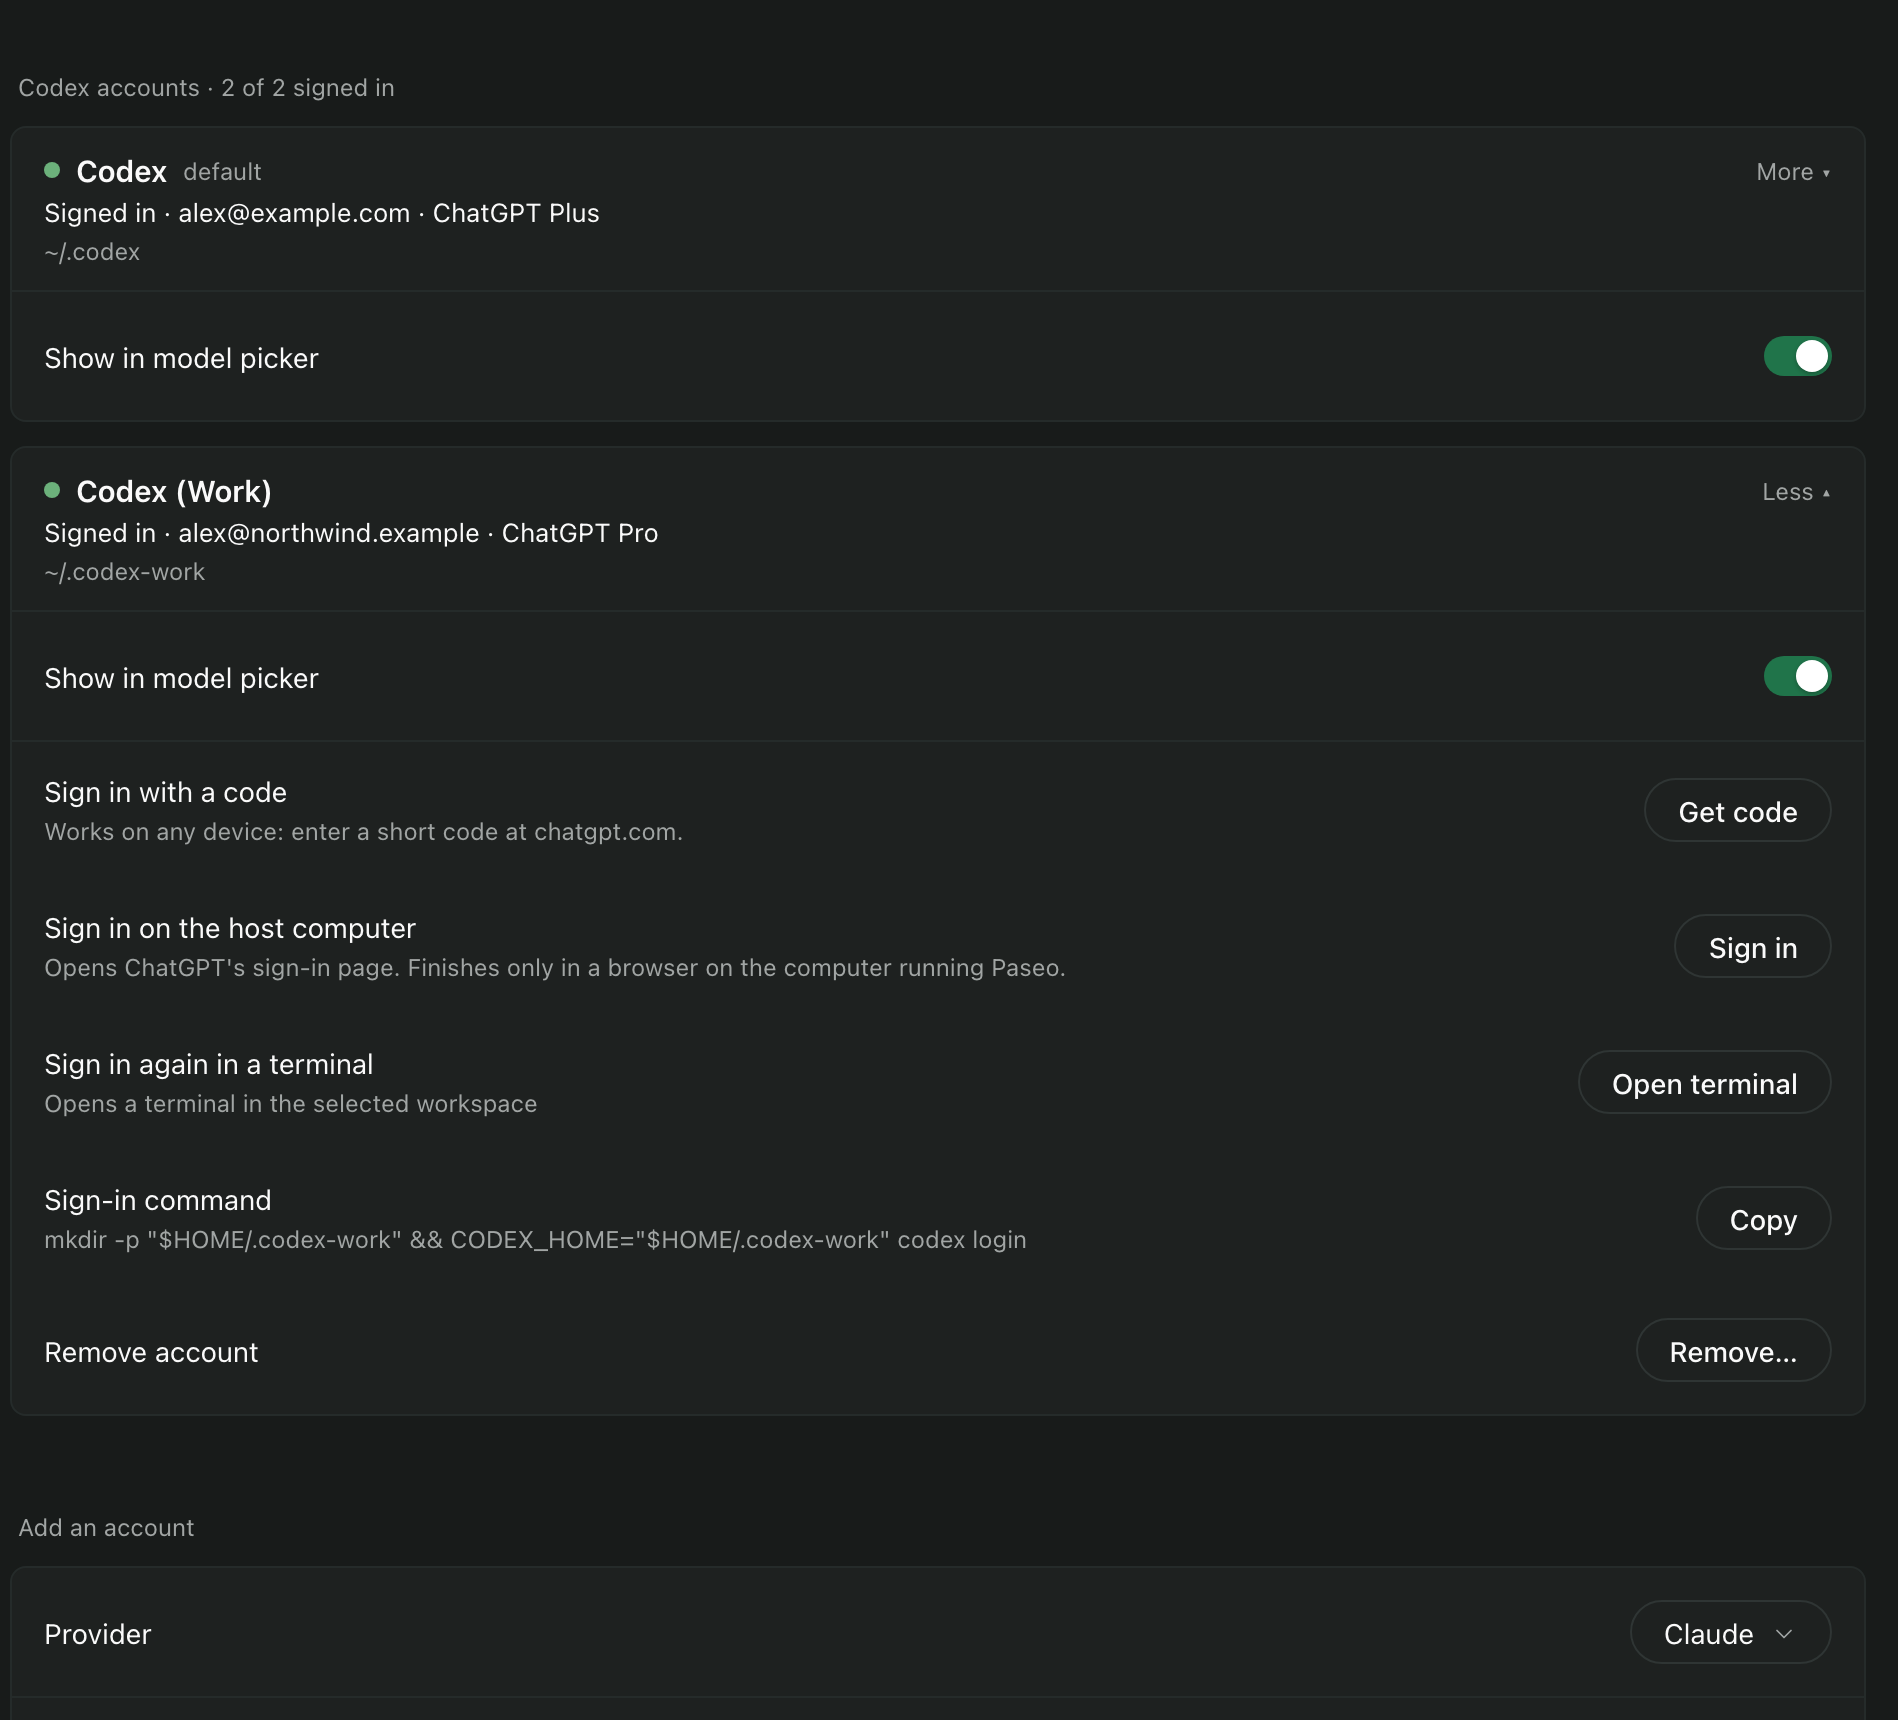 Codex accounts · 2 of 2 signed in
Codex default
More ▾
Signed in · alex@example.com · ChatGPT Plus
~/.codex
Show in model picker
Codex (Work)
Less ▴
Signed in · alex@northwind.example · ChatGPT Pro
~/.codex-work
Show in model picker
Sign in with a code
Works on any device: enter a short code at chatgpt.com.
Get code
Sign in on the host computer
Opens ChatGPT's sign-in page. Finishes only in a browser on the computer running Paseo.
Sign in
Sign in again in a terminal
Opens a terminal in the selected workspace
Open terminal
Sign-in command
mkdir -p "$HOME/.codex-work" && CODEX_HOME="$HOME/.codex-work" codex login
Copy
Remove account
Remove...
Add an account
Provider
Claude